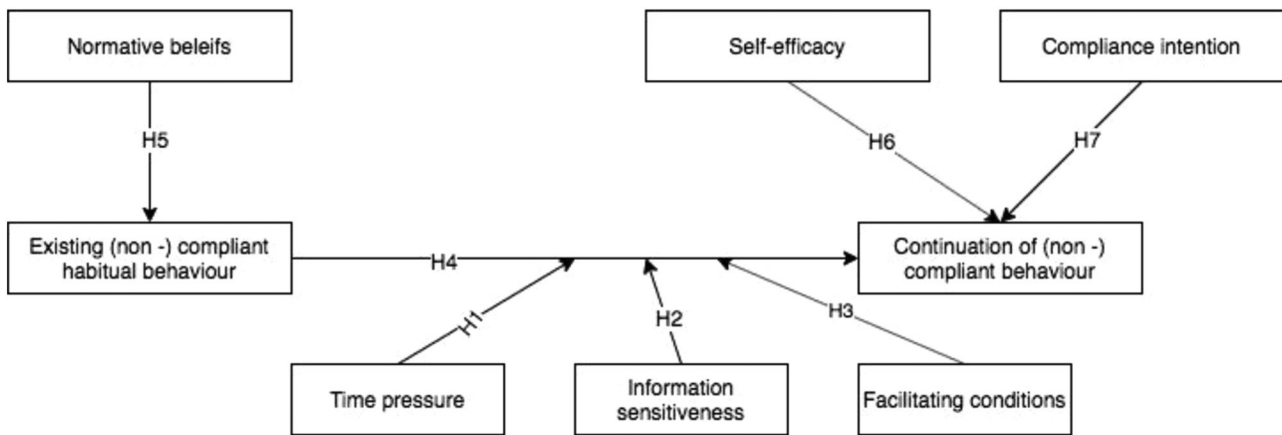 Normative beleifs
Self-efficacy
Compliance intention
H5
H6
H7
Existing (non -) compliant
habitual behaviour
H4
Continuation of (non -)
compliant behaviour
H1
H2
H3
Time pressure
Information
sensitiveness
Facilitating conditions